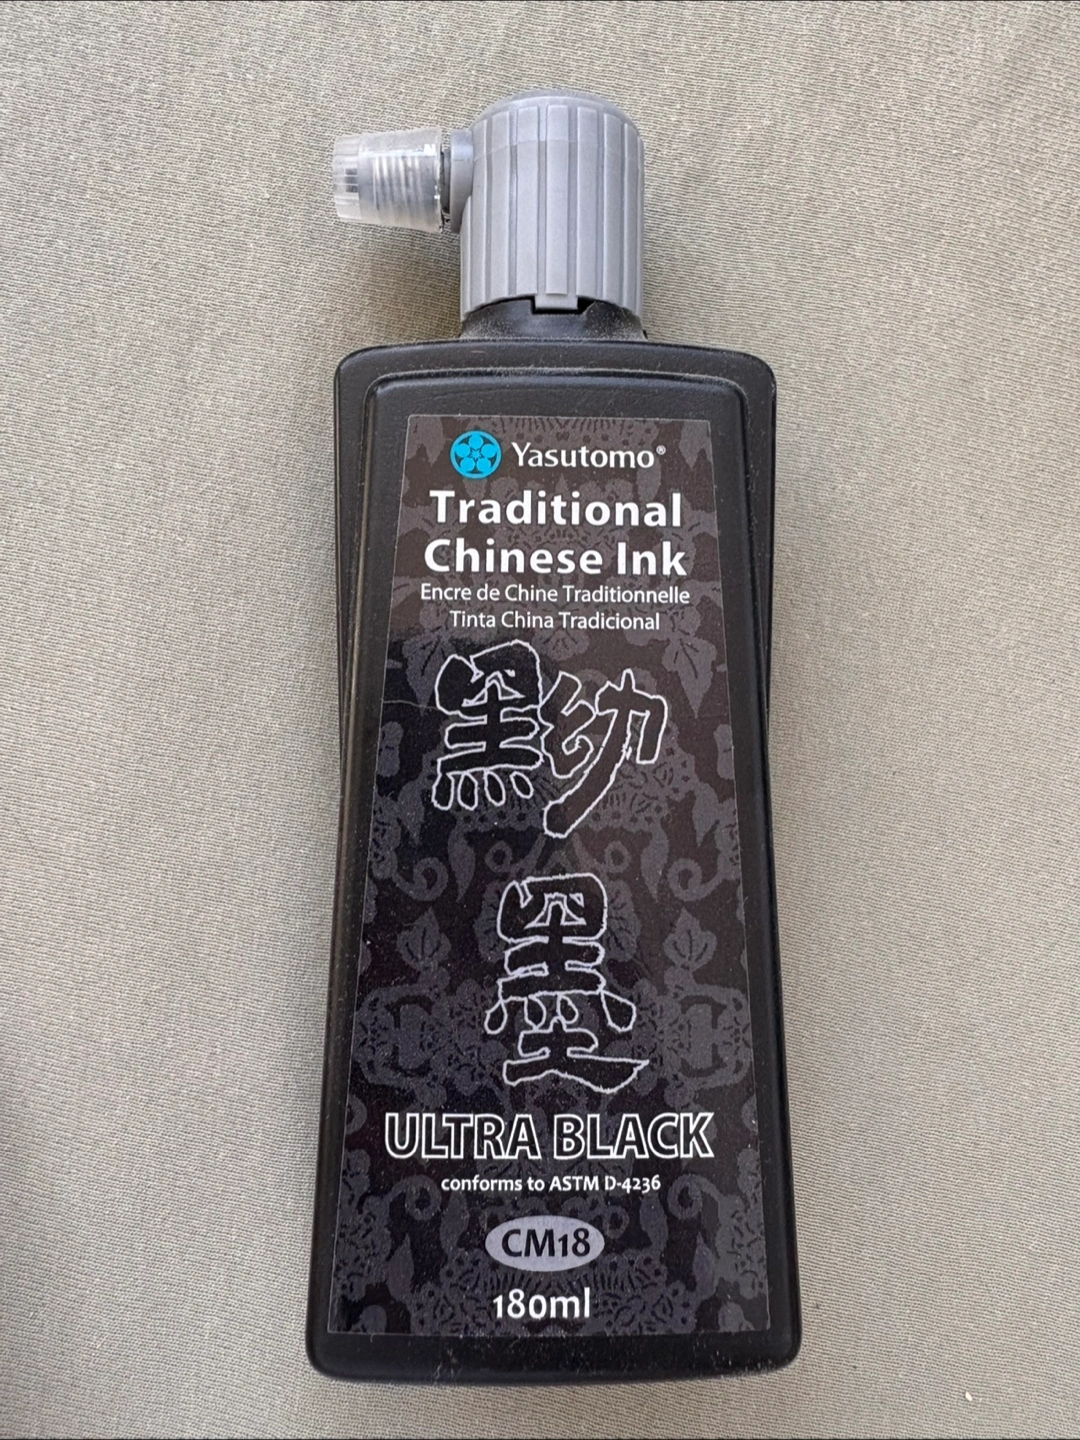 Yasutomo®
Traditional
Chinese Ink
Encre de Chine Traditionnelle
Tinta China Tradicional
黝
墨
ULTRA BLACK
conforms to ASTM D-4236
CM18
180ml